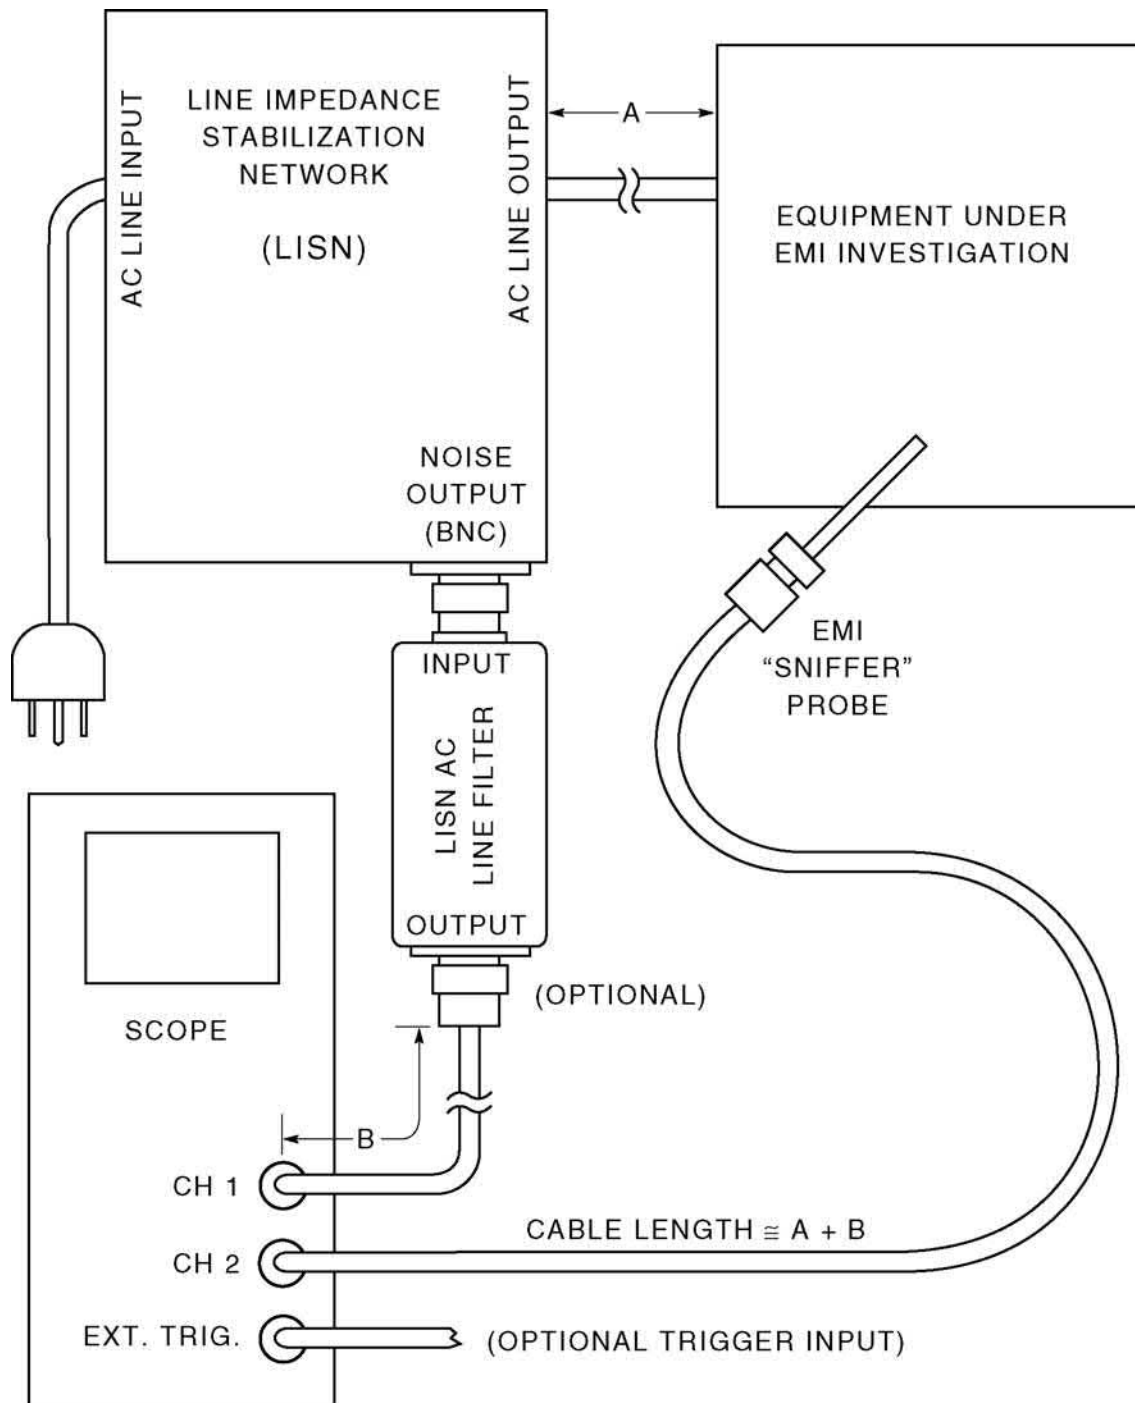 LINE IMPEDANCE
STABILIZATION
NETWORK
(LISN)
AC LINE INPUT
AC LINE OUTPUT
A
EQUIPMENT UNDER
EMI INVESTIGATION
NOISE
OUTPUT
(BNC)
INPUT
LISN AC
LINE FILTER
OUTPUT
(OPTIONAL)
EMI
“SNIFFER”
PROBE
SCOPE
B
CH 1
CABLE LENGTH ≅ A + B
CH 2
EXT. TRIG.
(OPTIONAL TRIGGER INPUT)